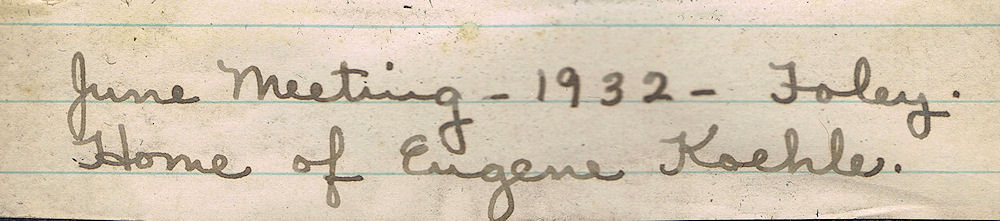 June Meeting - 1932 - Foley.
Home of Eugene Koehle.